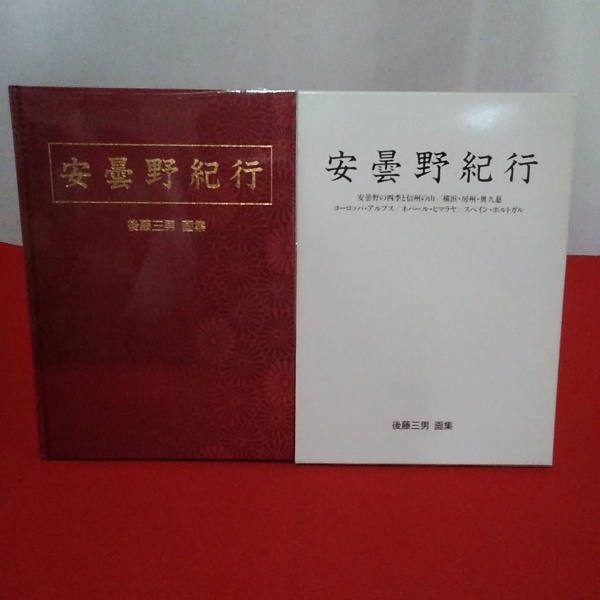 安曇野紀行
後藤三男 画集
安曇野紀行
安曇野の四季と信州の山/横浜・房州・奥久慈
ヨーロッパ・アルプス/ネパール・ヒマラヤ/スペイン・ポルトガル
後藤三男 画集